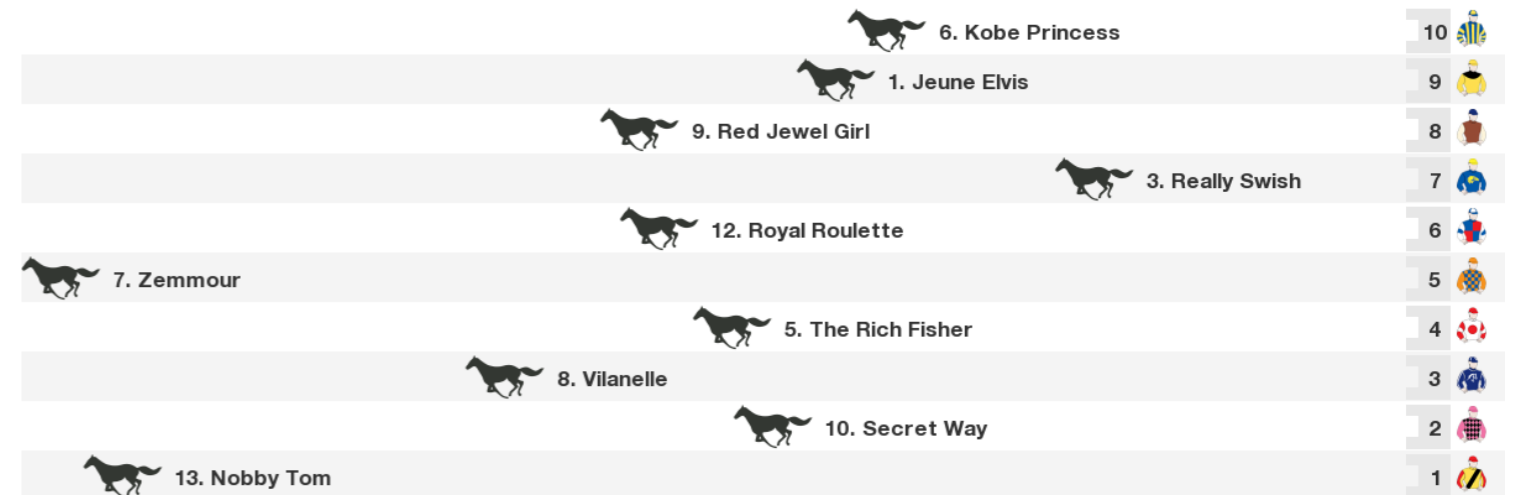 6. Kobe Princess 10
1. Jeune Elvis 9
9. Red Jewel Girl 8
3. Really Swish 7
12. Royal Roulette 6
7. Zemmour 5
5. The Rich Fisher 4
8. Vilanelle 3
10. Secret Way 2
13. Nobby Tom 1